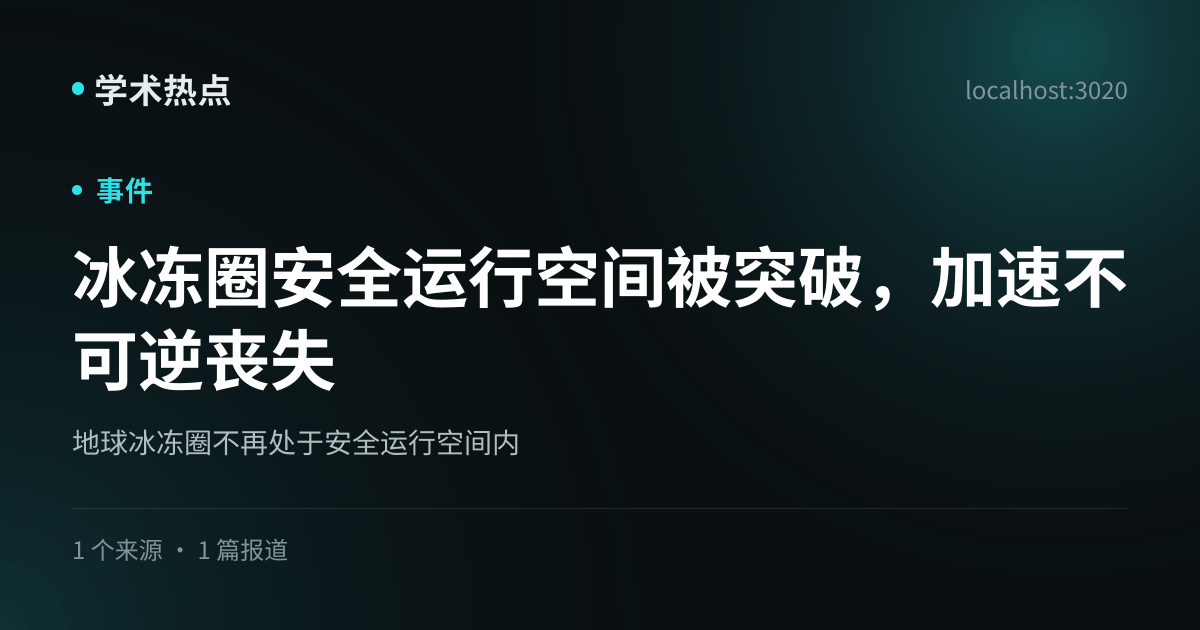 学术热点
localhost:3020
事件
冰冻圈安全运行空间被突破，加速不
可逆丧失
地球冰冻圈不再处于安全运行空间内
1 个来源 · 1 篇报道